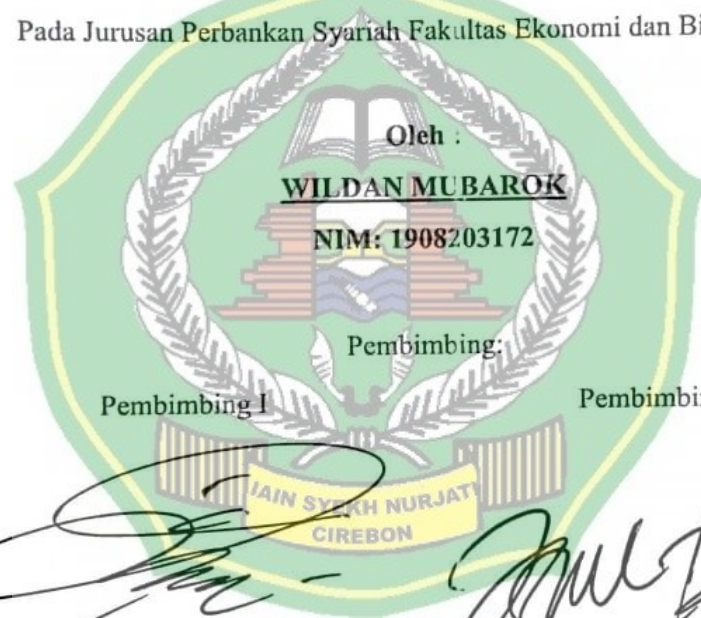 Pada Jurusan Perbankan Syariah Fakultas Ekonomi dan Bi
Oleh :
WILDAN MUBAROK
NIM: 1908203172
Pembimbing:
Pembimbing I Pembimbi
IAIN SYEKH NURJATI
CIREBON